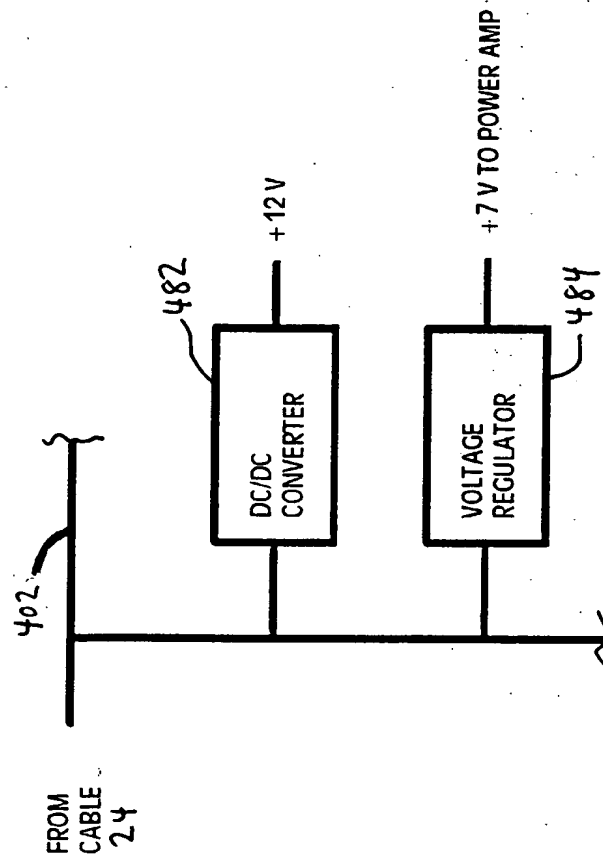 FROM
CABLE
24
402
482
DC/DC
CONVERTER
+12 V
VOLTAGE
REGULATOR
+7 V TO POWER AMP
484